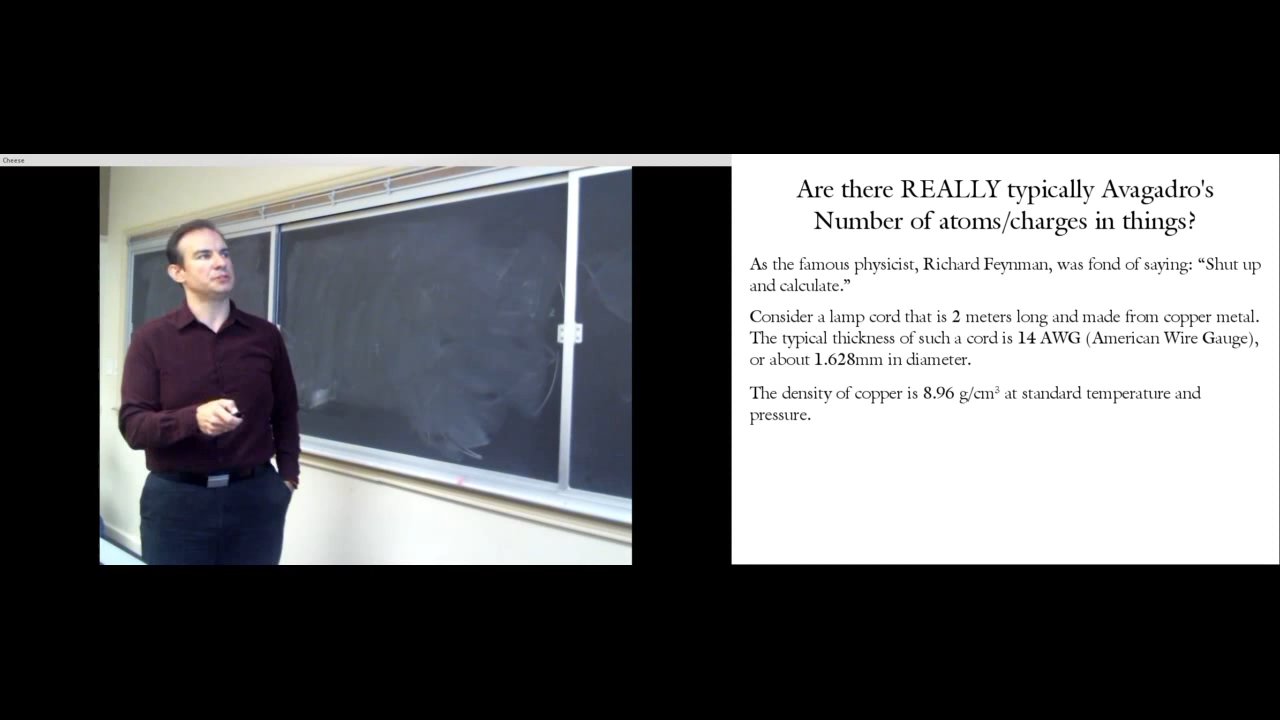 Cheese
Are there REALLY typically Avagadro's
Number of atoms/charges in things?
As the famous physicist, Richard Feynman, was fond of saying: “Shut up
and calculate.”
Consider a lamp cord that is 2 meters long and made from copper metal.
The typical thickness of such a cord is 14 AWG (American Wire Gauge),
or about 1.628mm in diameter.
The density of copper is 8.96 g/cm³ at standard temperature and
pressure.